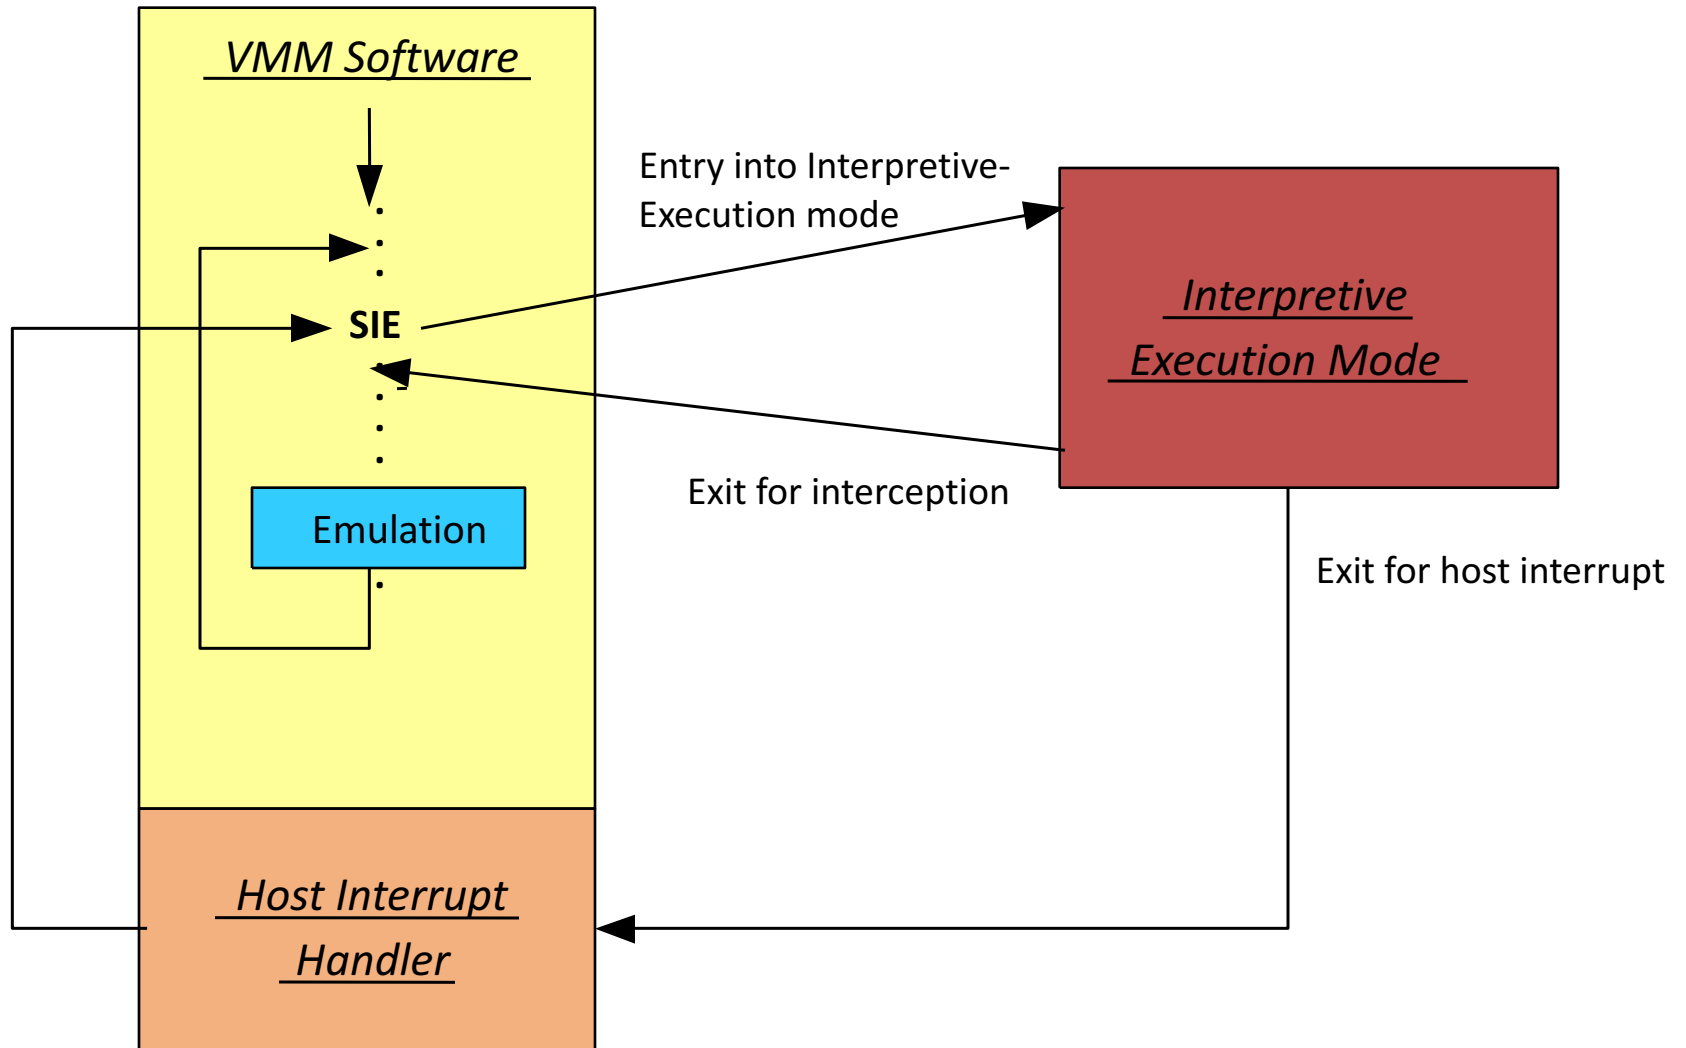 VMM Software
Entry into Interpretive-
Execution mode
SIE
Interpretive
Execution Mode
Exit for interception
Emulation
Exit for host interrupt
Host Interrupt
Handler